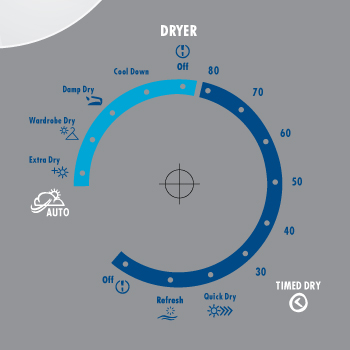 DRYER
Off
80
Cool Down
70
Damp Dry
60
Wardrobe Dry
Extra Dry
50
AUTO
40
30
Off
TIMED DRY
Quick Dry
Refresh